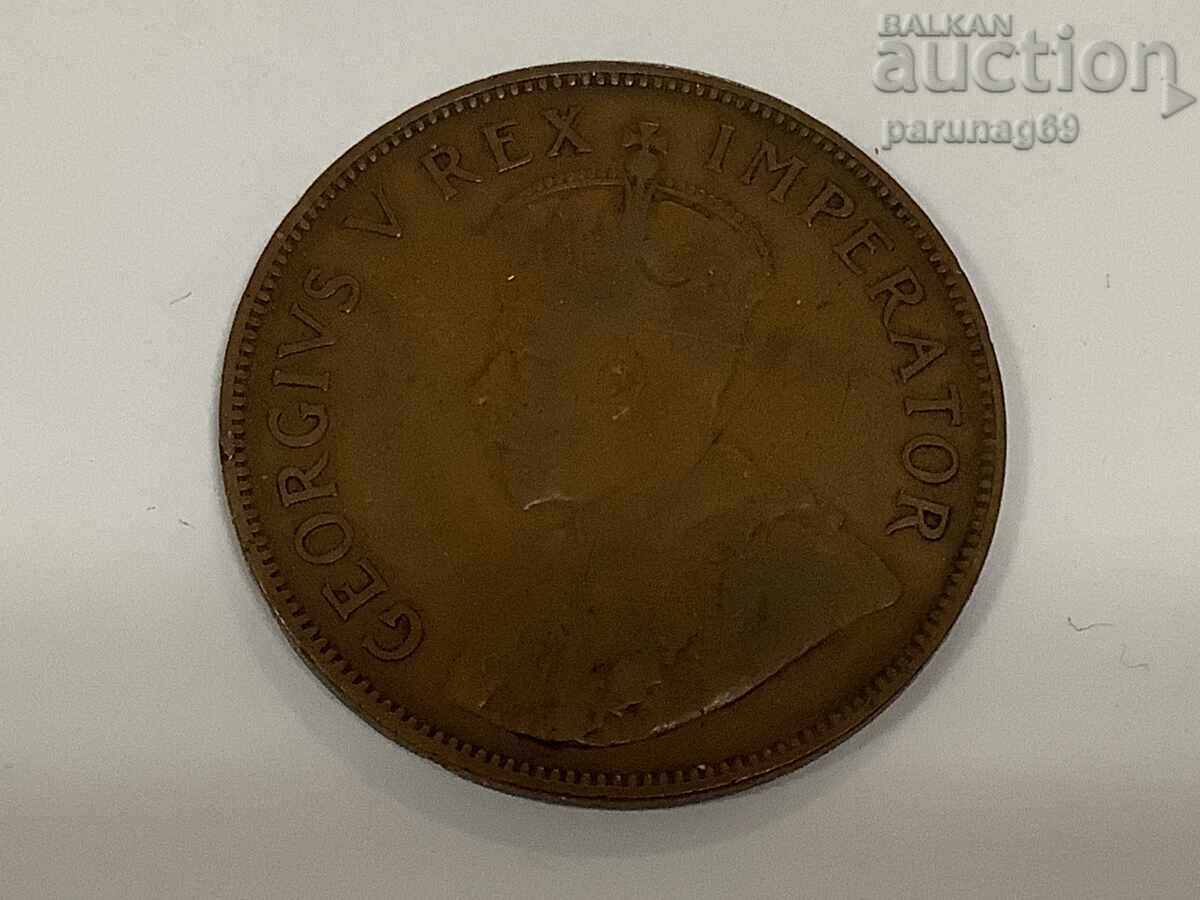 BALKAN
auction
parunag69
GEORGIVS V REX IMPERATOR